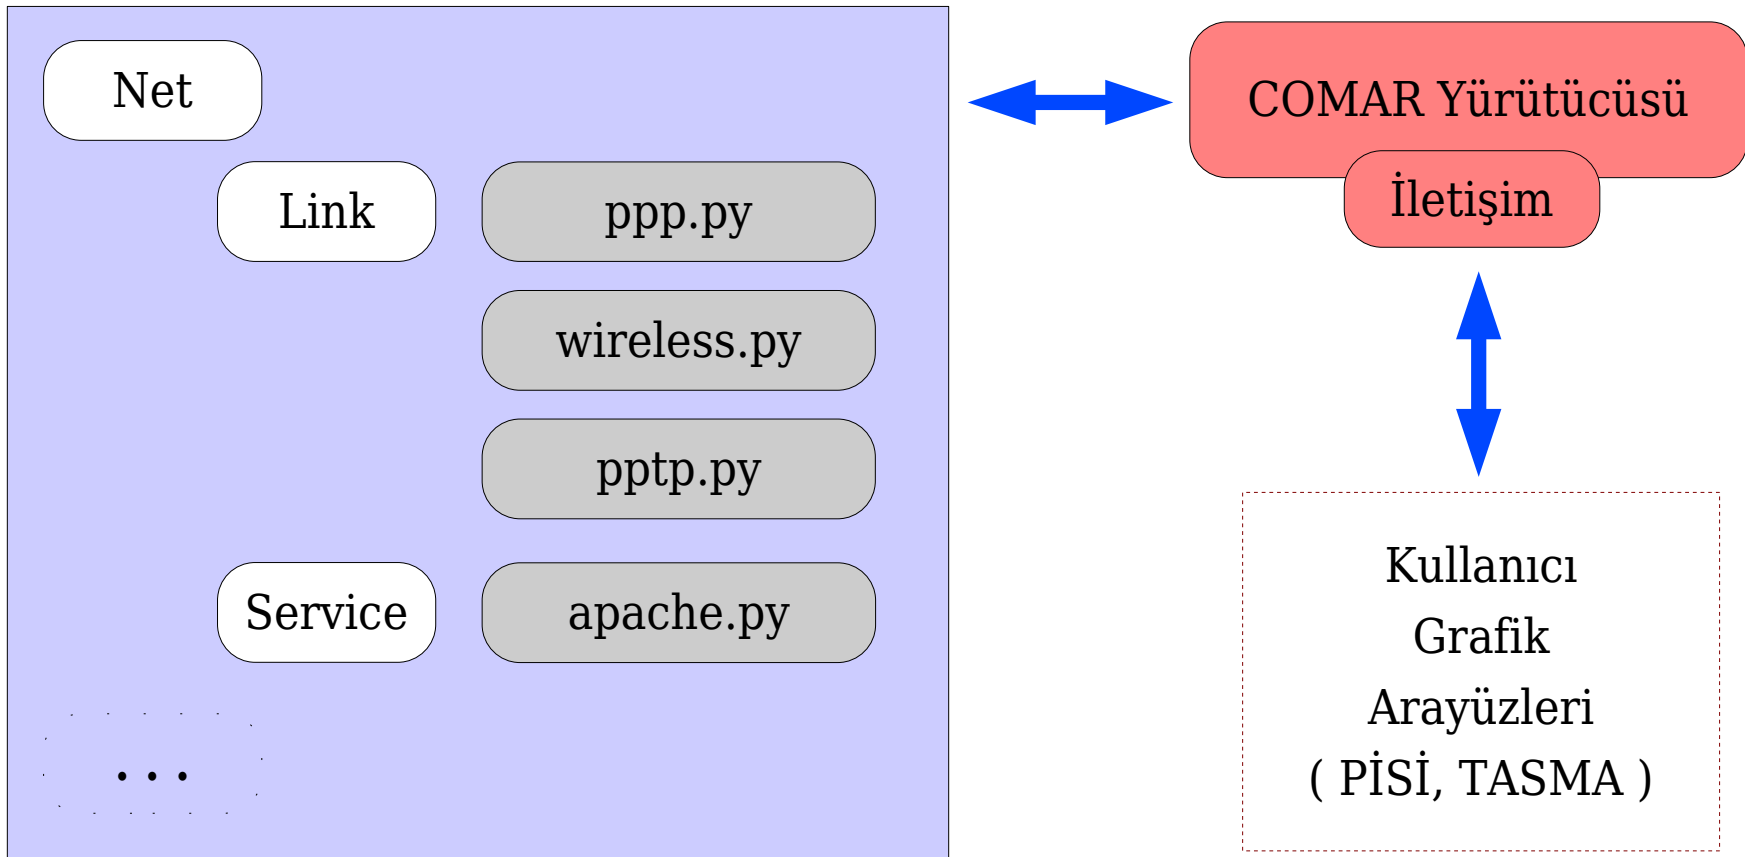 Net
Link
ppp.py
wireless.py
pptp.py
Service
apache.py
...
COMAR Yürütücüsü
İletişim
Kullanıcı
Grafik
Arayüzleri
( PİSİ, TASMA )